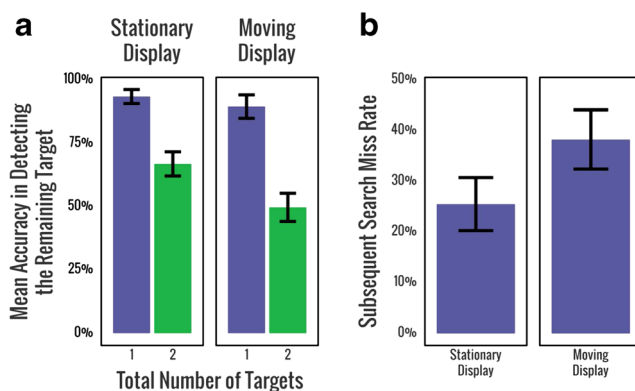 a
Stationary
Display
Moving
Display
Mean Accuracy in Detecting
the Remaining Target
100%
75%
50%
25%
0%
1
2
1
2
Total Number of Targets
b
Subsequent Search Miss Rate
50%
40%
30%
20%
10%
0%
Stationary
Display
Moving
Display